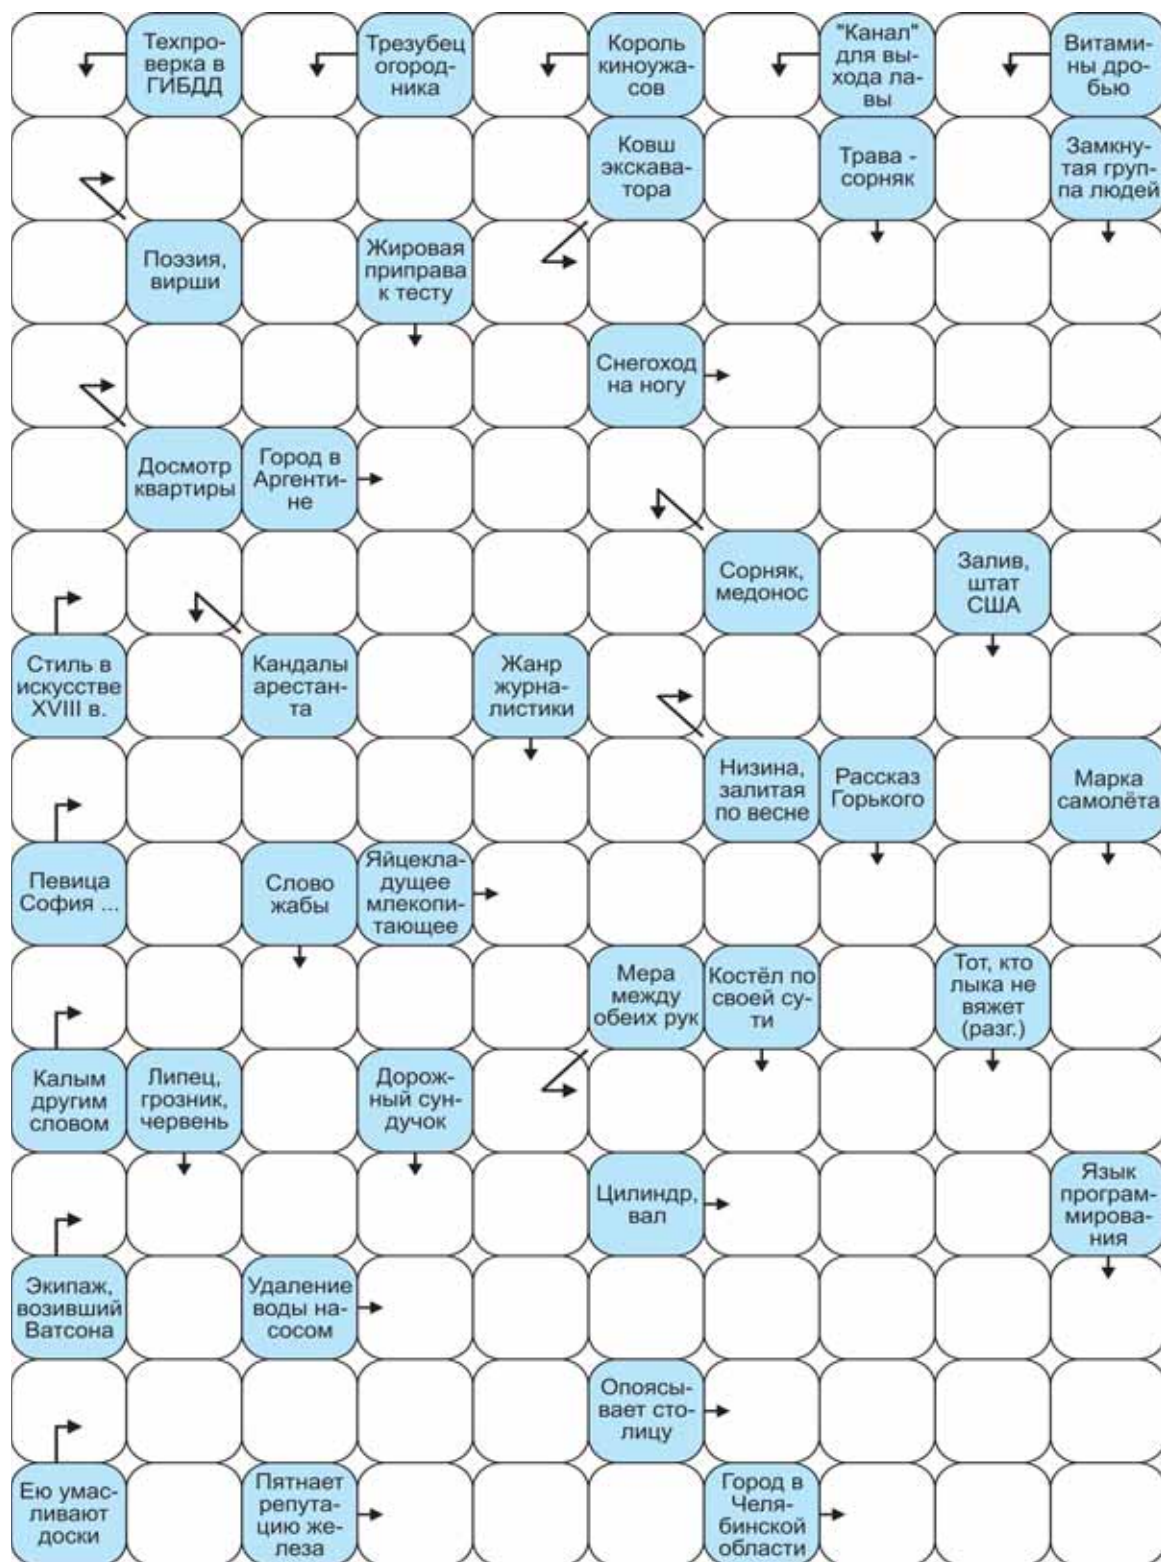 Техпро-
верка в
ГИБДД
Трезубец
огород-
ника
Король
киноужа-
сов
"Канал"
для вы-
хода ла-
вы
Витами-
ны дро-
бью
Ковш
экскава-
тора
Трава -
сорняк
Замкну-
тая груп-
па людей
Поэзия,
вирши
Жировая
приправа
к тесту
Снегоход
на ногу
Досмотр
квартиры
Город в
Аргенти-
не
Сорняк,
медонос
Залив,
штат
США
Стиль в
искусстве
XVIII в.
Кандалы
арестан-
та
Жанр
журна-
листики
Низина,
залитая
по весне
Рассказ
Горького
Марка
самолёта
Певица
София ...
Слово
жабы
Яйцекла-
дущее
млекопи-
тающее
Мера
между
обеих рук
Костёл по
своей су-
ти
Тот, кто
лыка не
вяжет
(разг.)
Калым
другим
словом
Липец,
грозник,
червень
Дорож-
ный сун-
дучок
Цилиндр,
вал
Язык
програм-
мирова-
ния
Экипаж,
возивший
Ватсона
Удаление
воды на-
сосом
Опоясы-
вает сто-
лицу
Ею умас-
ливают
доски
Пятнает
репута-
цию же-
леза
Город в
Челя-
бинской
области